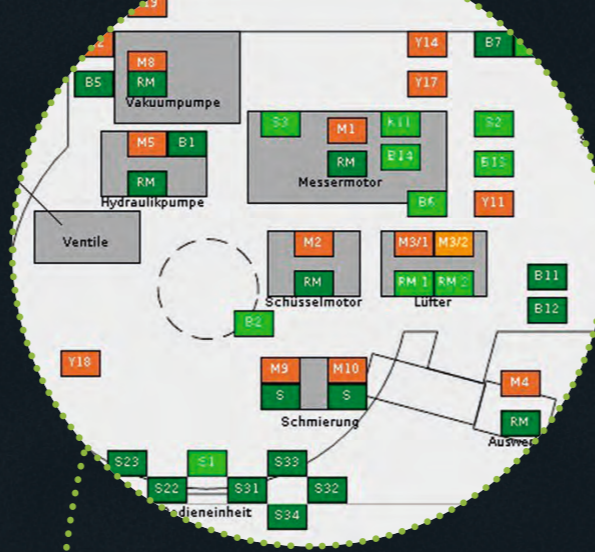 Y14
B7
M8
Y17
B5
RM
Vakuumpumpe
S3
K11
S2
M1
M5
B1
B14
B13
RM
Messermotor
RM
B6
Y11
Hydraulikpumpe
Ventile
M2
M3/1
M3/2
RM
RM 1
RM 2
B11
Schüsselmotor
Lüfter
B12
B2
Y18
M9
M10
M4
S
S
RM
Schmierung
S23
S1
S33
S22
S31
S32
S34